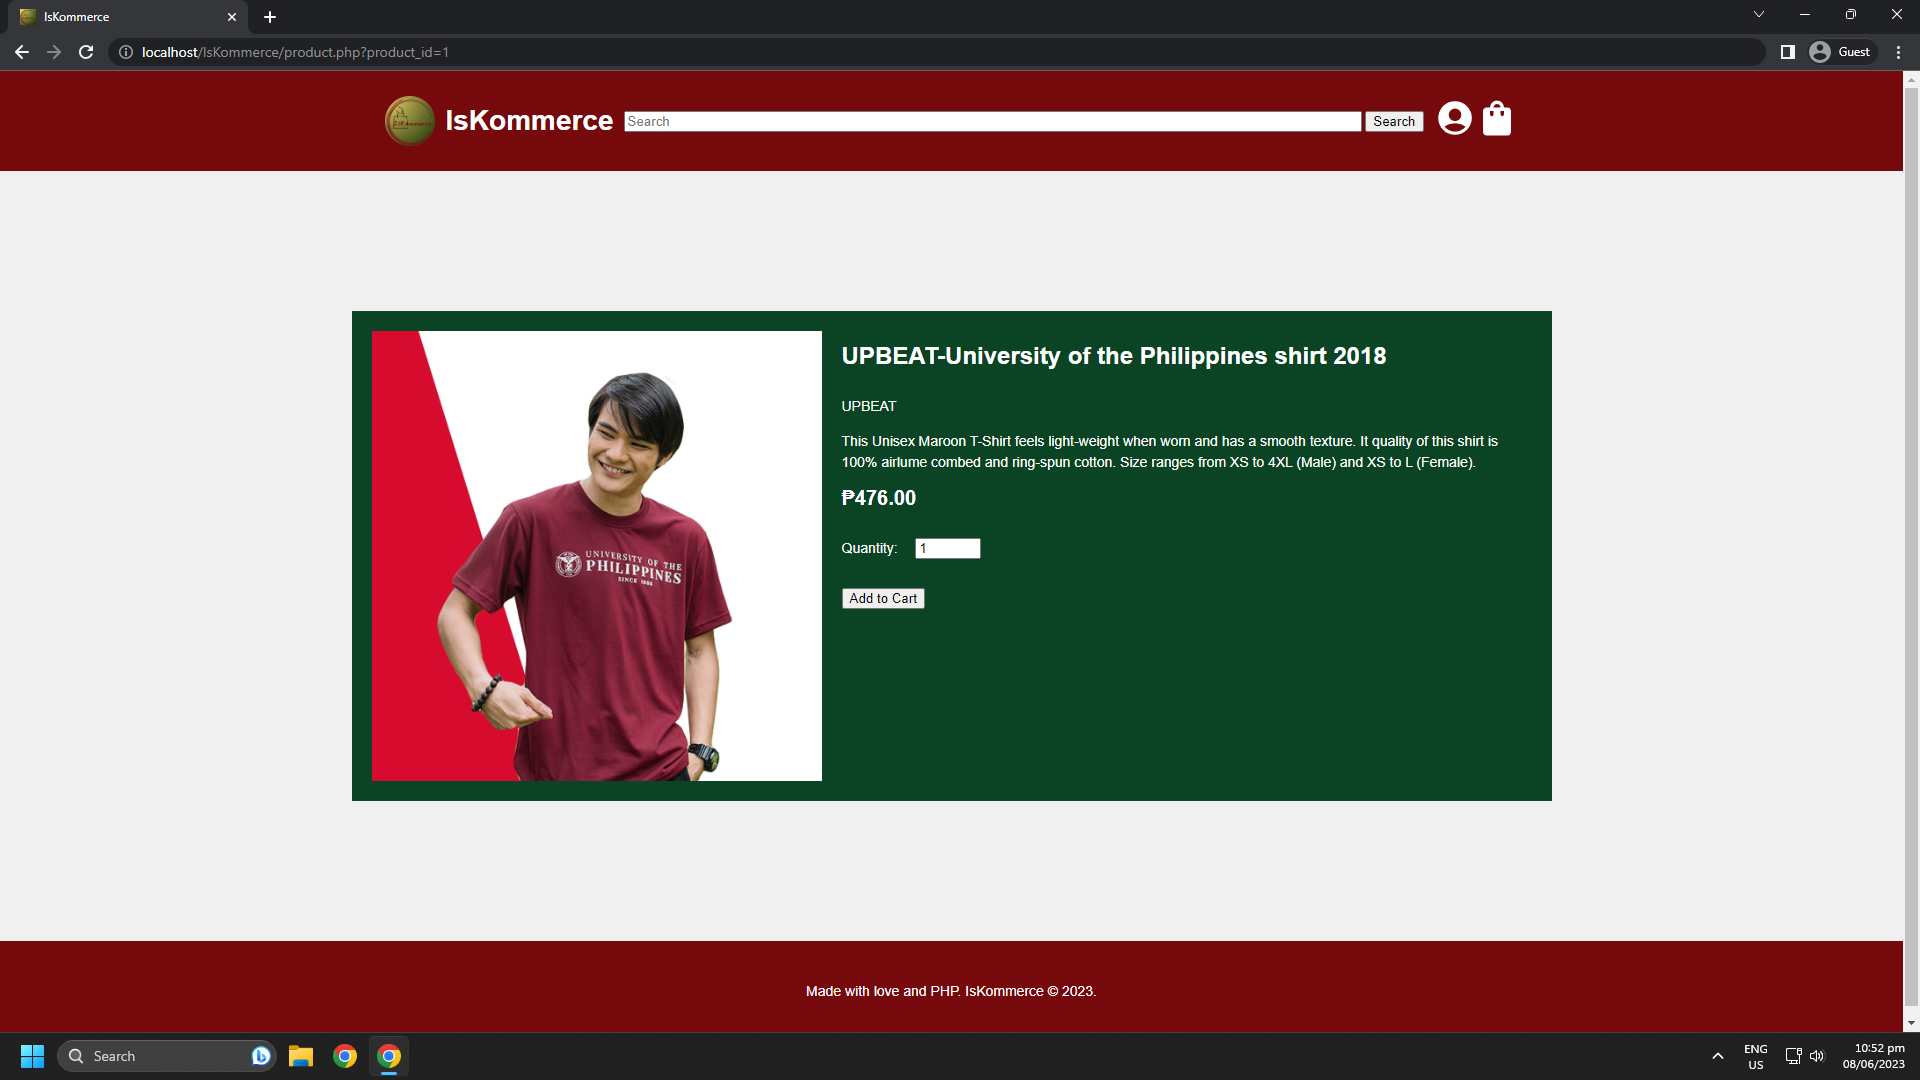 IsKommerce
localhost/IsKommerce/product.php?product_id=1
Guest
IsKommerce
Search
Search
UPBEAT-University of the Philippines shirt 2018
UPBEAT
This Unisex Maroon T-Shirt feels light-weight when worn and has a smooth texture. It quality of this shirt is
100% airlume combed and ring-spun cotton. Size ranges from XS to 4XL (Male) and XS to L (Female).
₱476.00
Quantity: 1
Add to Cart
UNIVERSITY OF THE
PHILIPPINES
SINCE 1908
Made with love and PHP. IsKommerce © 2023.
Search
ENG
US
10:52 pm
08/06/2023